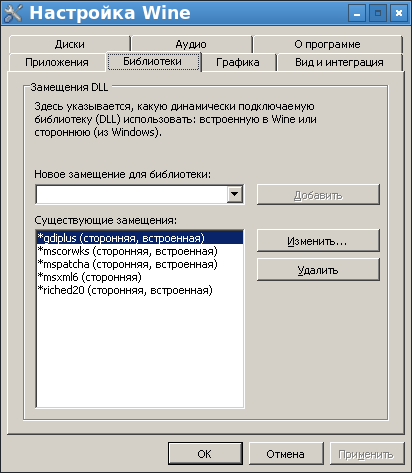 Настройка Wine
Диски Аудио О программе
Приложения Библиотеки Графика Вид и интеграция
Замещения DLL
Здесь указывается, какую динамически подключаемую
библиотеку (DLL) использовать: встроенную в Wine или
стороннюю (из Windows).
Новое замещение для библиотеки:
Добавить
Существующие замещения:
*gdiplus (сторонняя, встроенная)
*mscorwks (сторонняя, встроенная)
*mspatcha (сторонняя, встроенная)
*msxml6 (сторонняя, встроенная)
*riched20 (сторонняя, встроенная)
Изменить...
Удалить
ОК Отмена Применить